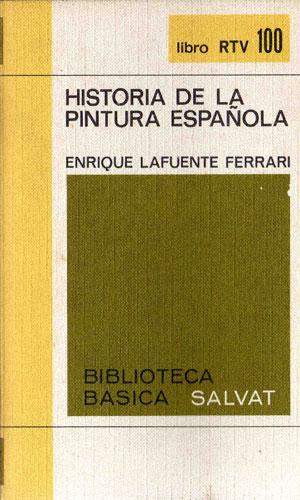 libro RTV 100
HISTORIA DE LA
PINTURA ESPAÑOLA
ENRIQUE LAFUENTE FERRARI
BIBLIOTECA
BASICA SALVAT